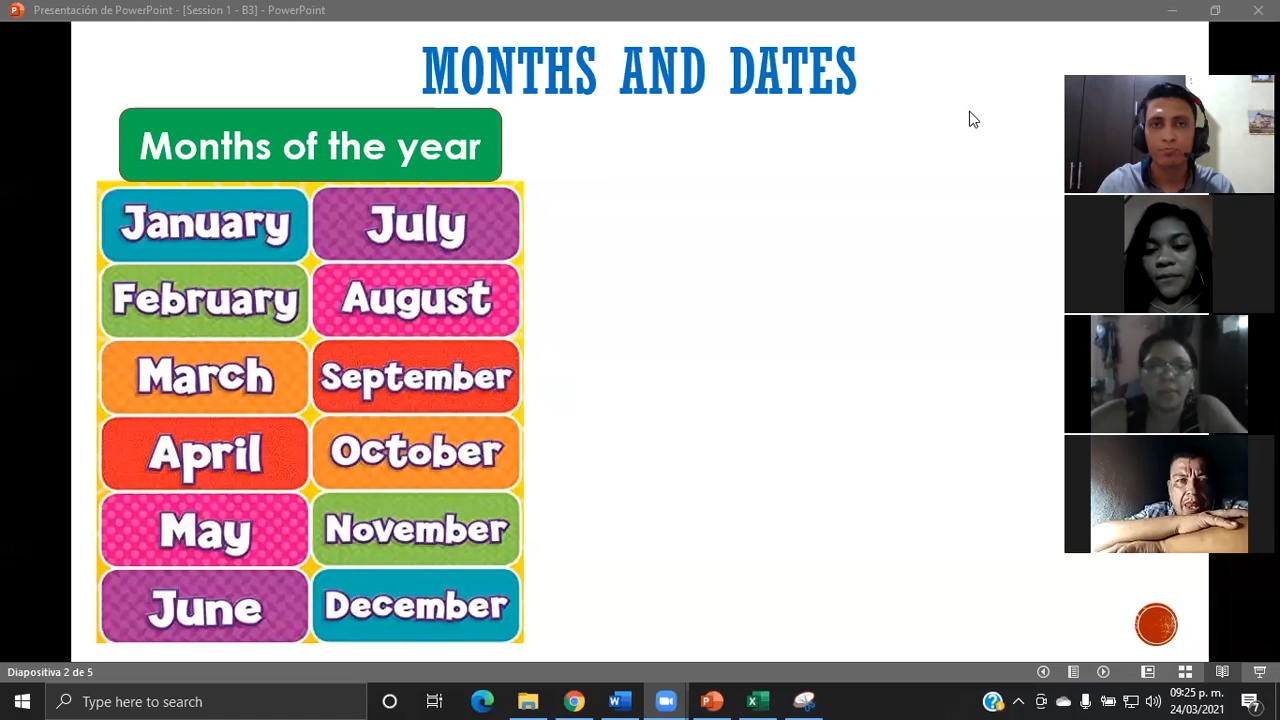 Presentación de PowerPoint - [Session 1 - B3] - PowerPoint
MONTHS AND DATES
Months of the year
January July
February August
March September
April October
May November
June December
Diapositiva 2 de 5
Type here to search
09:25 p. m.
24/03/2021
7